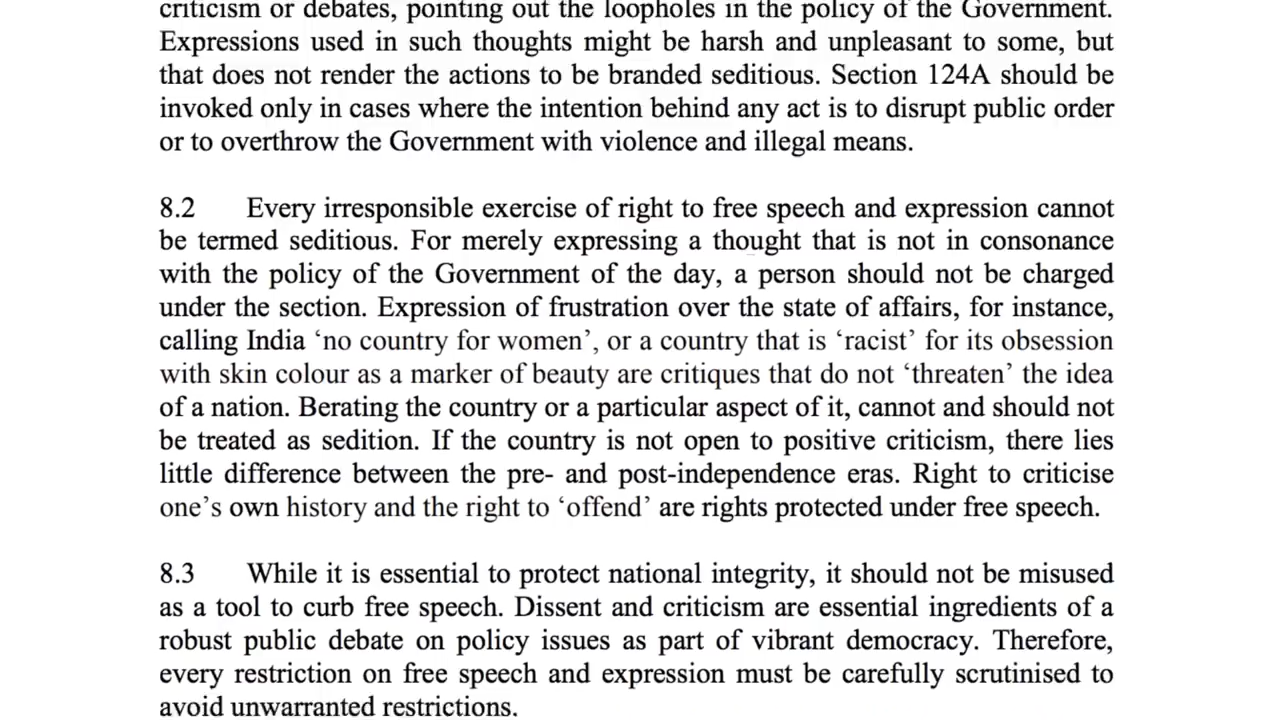 criticism or debates, pointing out the loopholes in the policy of the Government.
Expressions used in such thoughts might be harsh and unpleasant to some, but
that does not render the actions to be branded seditious. Section 124A should be
invoked only in cases where the intention behind any act is to disrupt public order
or to overthrow the Government with violence and illegal means.
8.2 Every irresponsible exercise of right to free speech and expression cannot
be termed seditious. For merely expressing a thought that is not in consonance
with the policy of the Government of the day, a person should not be charged
under the section. Expression of frustration over the state of affairs, for instance,
calling India ‘no country for women’, or a country that is ‘racist’ for its obsession
with skin colour as a marker of beauty are critiques that do not ‘threaten’ the idea
of a nation. Berating the country or a particular aspect of it, cannot and should not
be treated as sedition. If the country is not open to positive criticism, there lies
little difference between the pre- and post-independence eras. Right to criticise
one’s own history and the right to ‘offend’ are rights protected under free speech.
8.3 While it is essential to protect national integrity, it should not be misused
as a tool to curb free speech. Dissent and criticism are essential ingredients of a
robust public debate on policy issues as part of vibrant democracy. Therefore,
every restriction on free speech and expression must be carefully scrutinised to
avoid unwarranted restrictions.